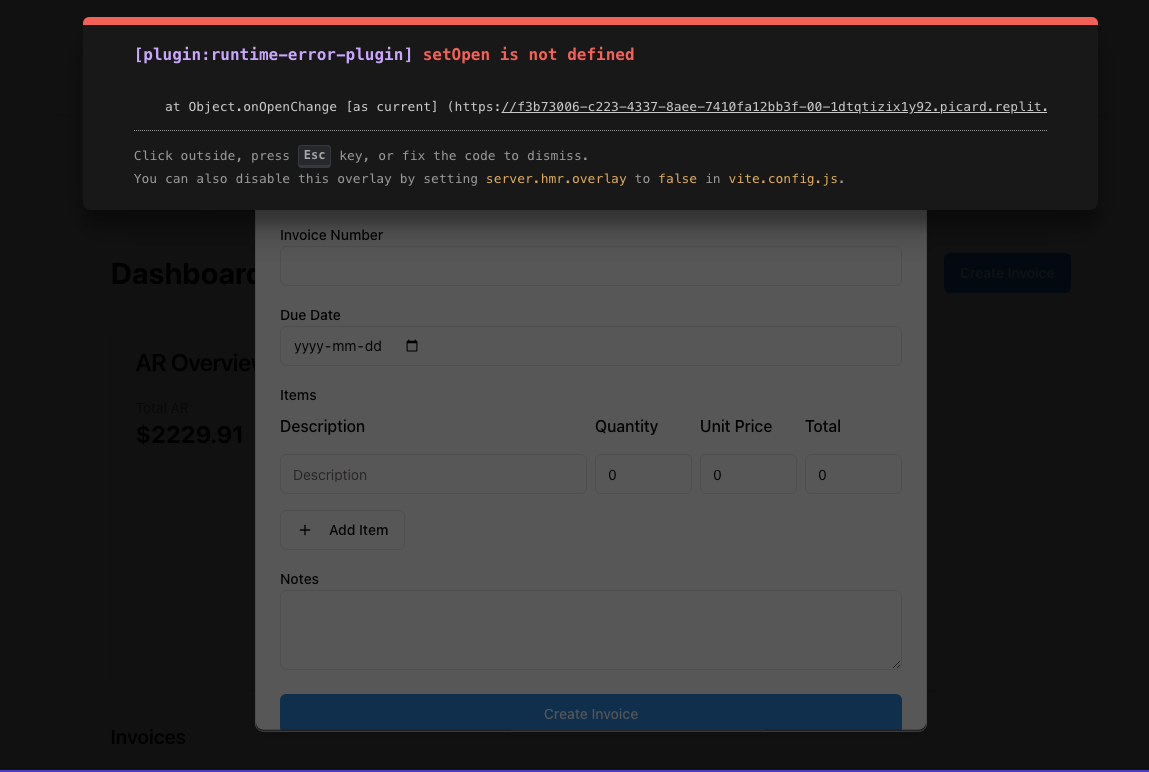 [plugin:runtime-error-plugin] setOpen is not defined
at Object.onOpenChange [as current] (https://f3b73006-c223-4337-8aee-7410fa12bb3f-00-1dtqtizix1y92.picard.replit.
Click outside, press Esc key, or fix the code to dismiss.
You can also disable this overlay by setting server.hmr.overlay to false in vite.config.js.
Invoice Number
Dashboard
Create Invoice
Due Date
yyyy-mm-dd
AR Overview
Items
Total AR
Description Quantity Unit Price Total
$2229.91
Description 0 0 0
+ Add Item
Notes
Create Invoice
Invoices